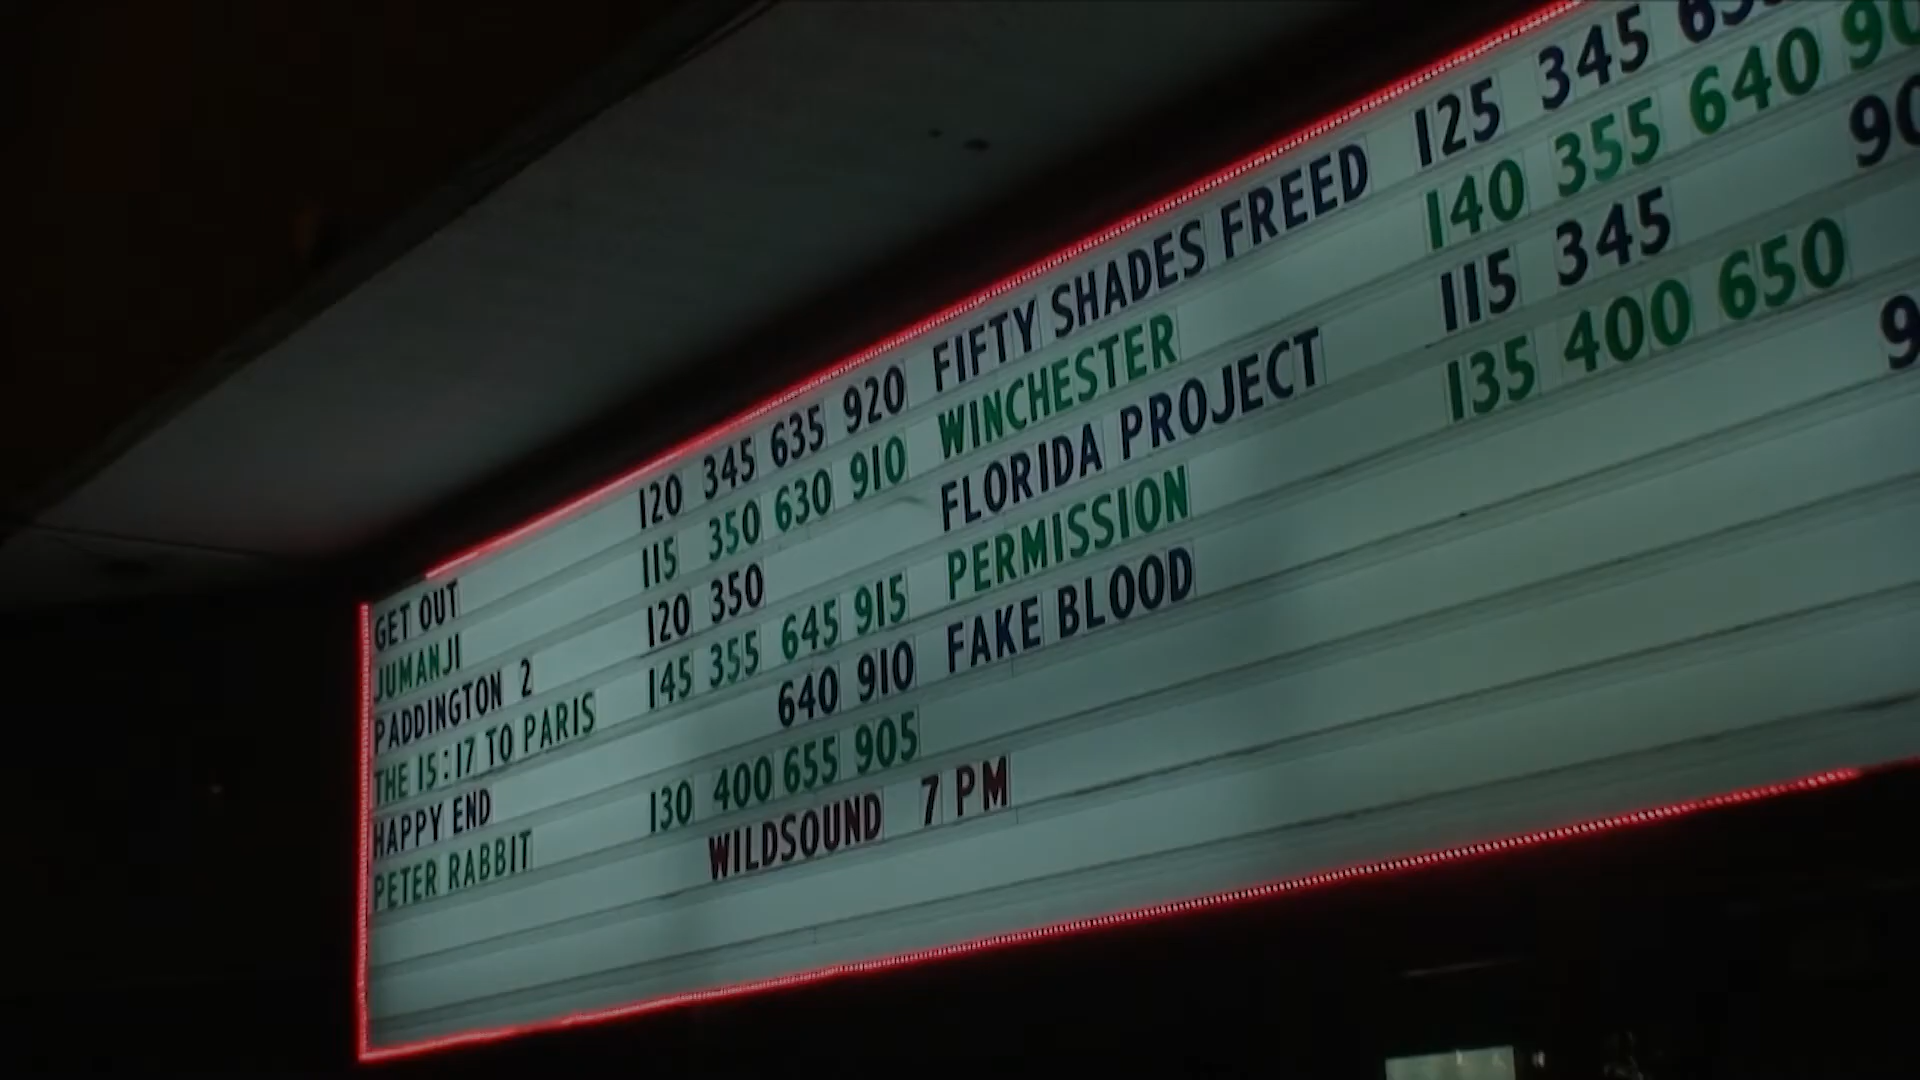 GET OUT 120 345 635 920
JUMANJI 115 350 630 910
PADDINGTON 2 120 350
THE 15:17 TO PARIS 145 355 645 915
HAPPY END 640 910
PETER RABBIT 130 400 655 905
WILDSOUND 7 PM
FIFTY SHADES FREED 125 345
WINCHESTER 140 355 640
FLORIDA PROJECT 115 345
PERMISSION 135 400 650
FAKE BLOOD